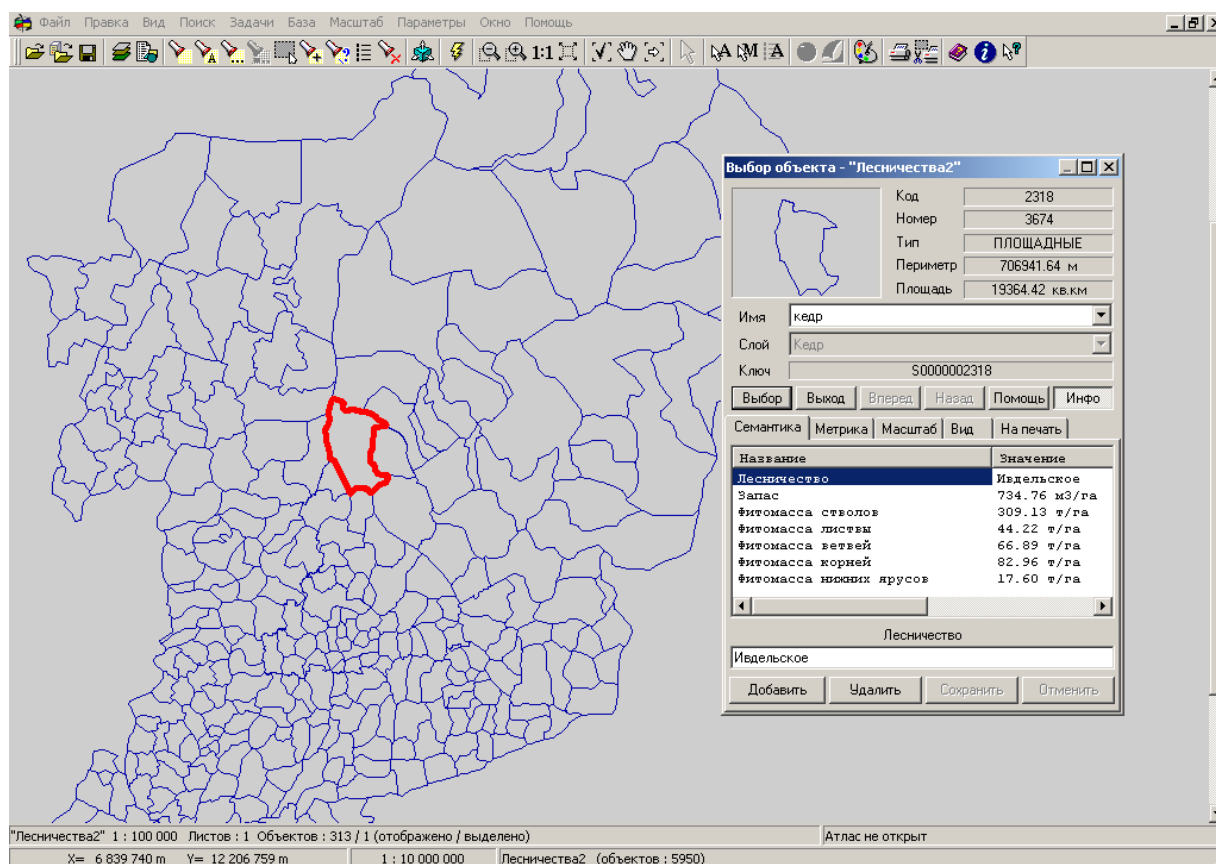 Файл Правка Вид Поиск Задачи База Масштаб Параметры Окно Помощь
1:1
Выбор объекта - "Лесничества2"
Код 2318
Номер 3674
Тип ПЛОЩАДНЫЕ
Периметр 706941.64 м
Площадь 19364.42 кв.км
Имя кедр
Слой Кедр
Ключ S0000002318
Выбор Выход Вперед Назад Помощь Инфо
Семантика Метрика Масштаб Вид На печать
Название Значение
Лесничество Ивдельское
Запас 734.76 м3/га
Фитомасса стволов 309.13 т/га
Фитомасса листвы 44.22 т/га
Фитомасса ветвей 66.89 т/га
Фитомасса корней 82.96 т/га
Фитомасса нижних ярусов 17.60 т/га
Лесничество
Ивдельское
Добавить Удалить Сохранить Отменить
"Лесничества2" 1 : 100 000 Листов : 1 Объектов : 313 / 1 (отображено / выделено) Атлас не открыт
X= 6 839 740 m Y= 12 206 759 m 1 : 10 000 000 Лесничества2 (объектов : 5950)